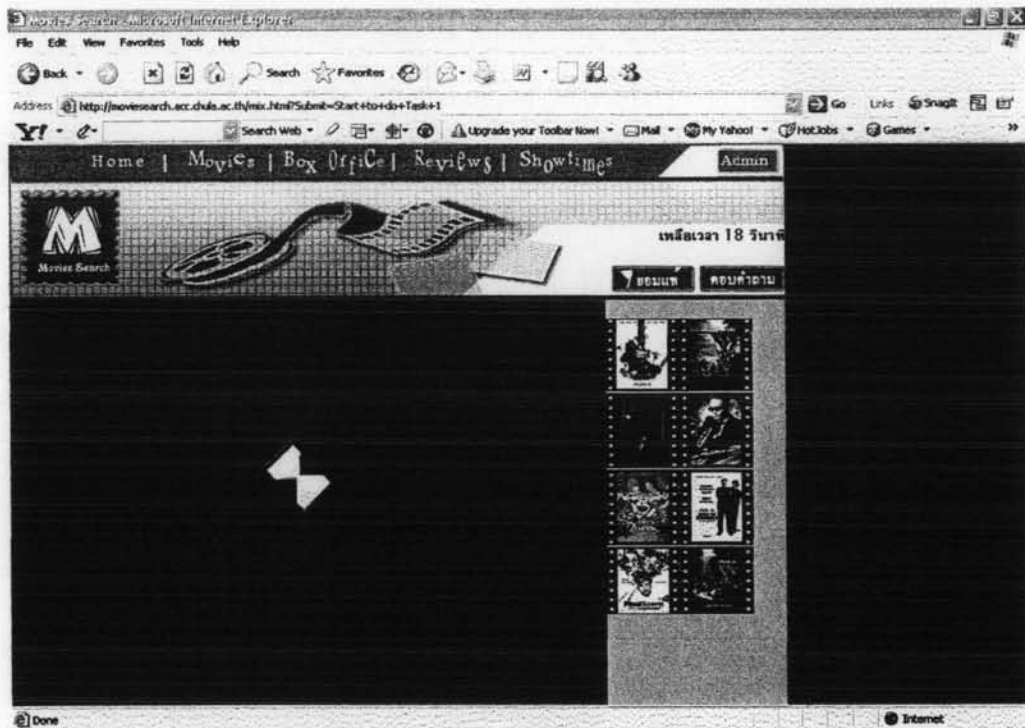 Movies Search - Microsoft Internet Explorer
File Edit View Favorites Tools Help
Back Search Favorites
Address http://moviesearch.acc.chula.ac.th/mix.html?Submit=Start+to+do+Task+1 Go Links SnagIt
Y! Search Web Upgrade your Toolbar Now! Mail My Yahoo! HotJobs Games »
Home | Movies | Box Office | Reviews | Showtimes Admin
เหลือเวลา 18 วินาที
M
Movies Search
ยอมแพ้ ตอบคำถาม
Done Internet